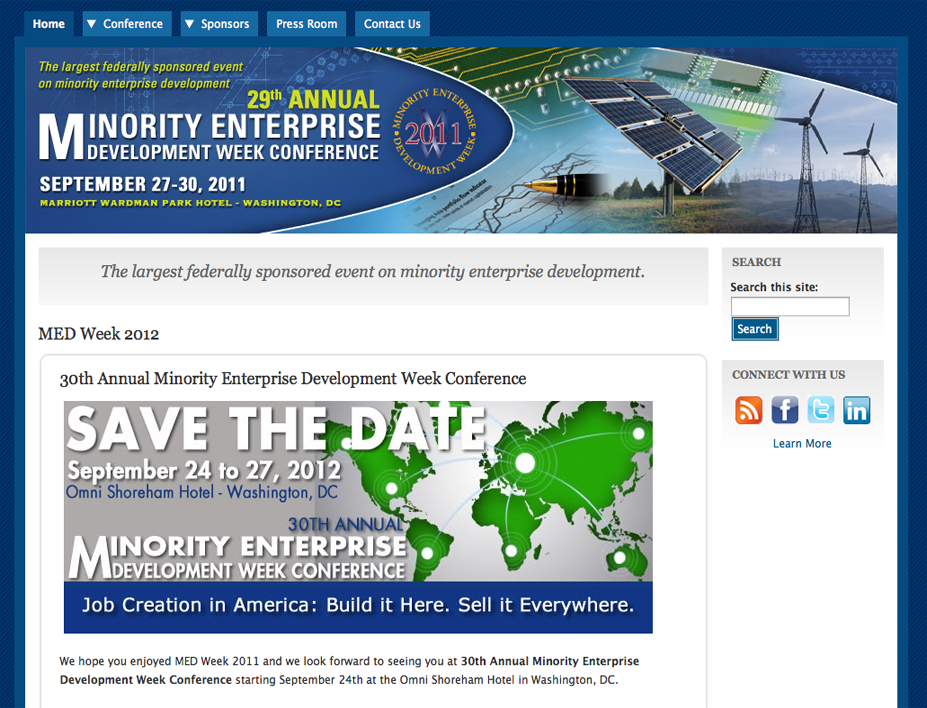 Home
Conference
Sponsors
Press Room
Contact Us
The largest federally sponsored event
on minority enterprise development
29th ANNUAL
MINORITY ENTERPRISE
DEVELOPMENT WEEK CONFERENCE
MINORITY ENTERPRISE
2011
DEVELOPMENT WEEK
SEPTEMBER 27-30, 2011
MARRIOTT WARDMAN PARK HOTEL - WASHINGTON, DC
The largest federally sponsored event on minority enterprise development.
SEARCH
Search this site:
Search
CONNECT WITH US
f
t
in
Learn More
MED Week 2012
30th Annual Minority Enterprise Development Week Conference
SAVE THE DATE
September 24 to 27, 2012
Omni Shoreham Hotel - Washington, DC
30TH ANNUAL
MINORITY ENTERPRISE
DEVELOPMENT WEEK CONFERENCE
Job Creation in America: Build it Here. Sell it Everywhere.
We hope you enjoyed MED Week 2011 and we look forward to seeing you at 30th Annual Minority Enterprise
Development Week Conference starting September 24th at the Omni Shoreham Hotel in Washington, DC.